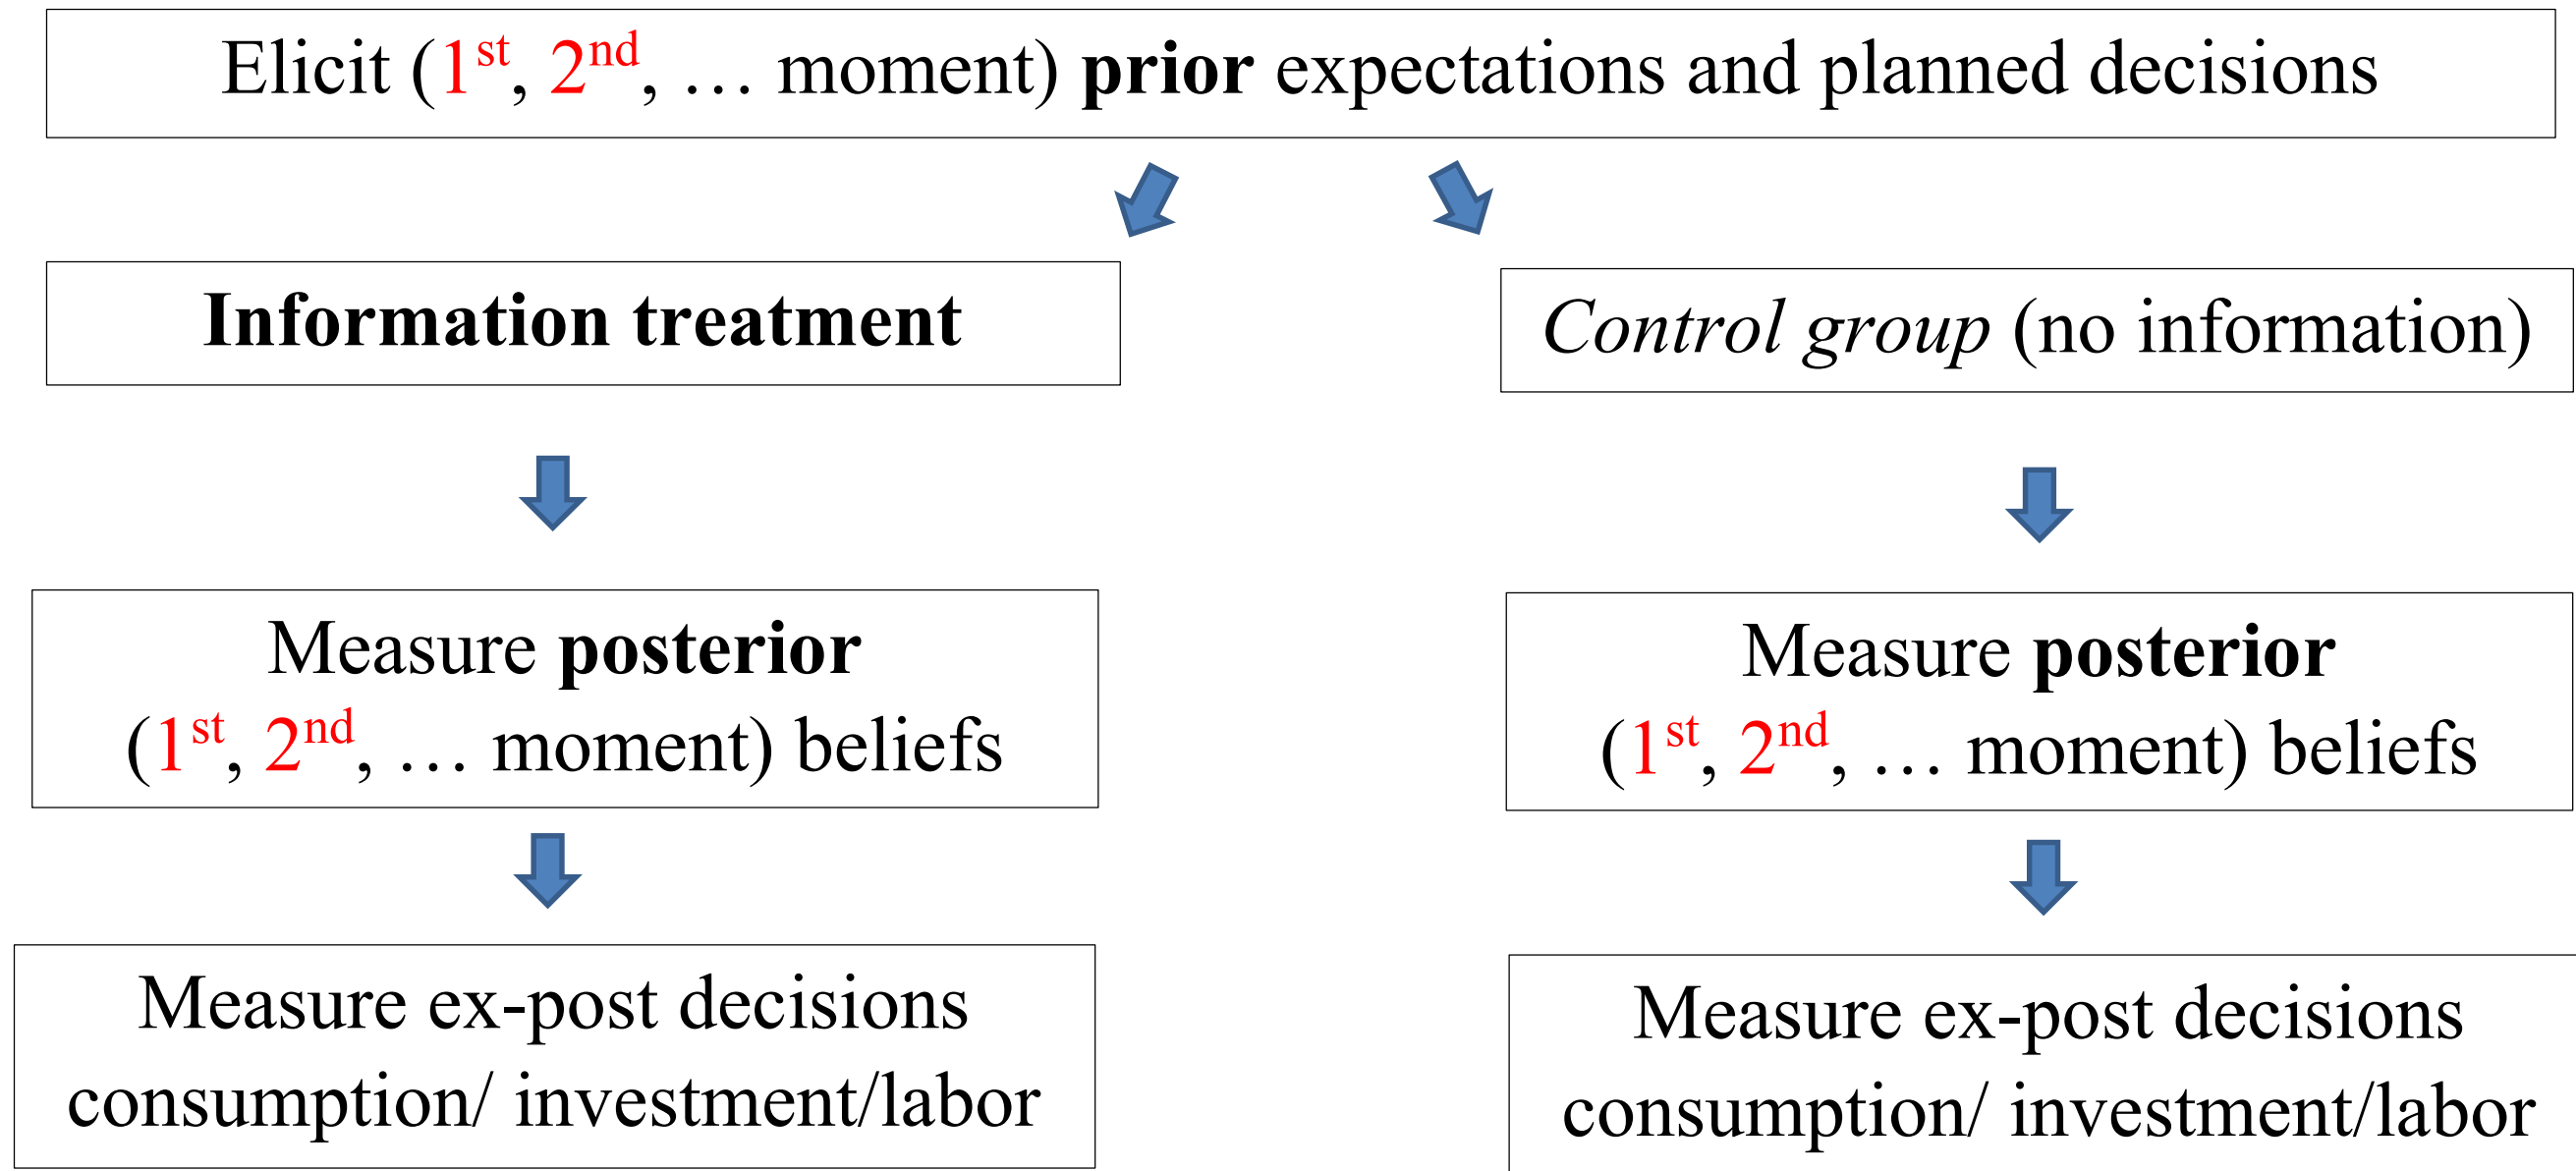 Elicit (1st, 2nd, … moment) prior expectations and planned decisions
Information treatment
Control group (no information)
Measure posterior
(1st, 2nd, … moment) beliefs
Measure posterior
(1st, 2nd, … moment) beliefs
Measure ex-post decisions
consumption/ investment/labor
Measure ex-post decisions
consumption/ investment/labor